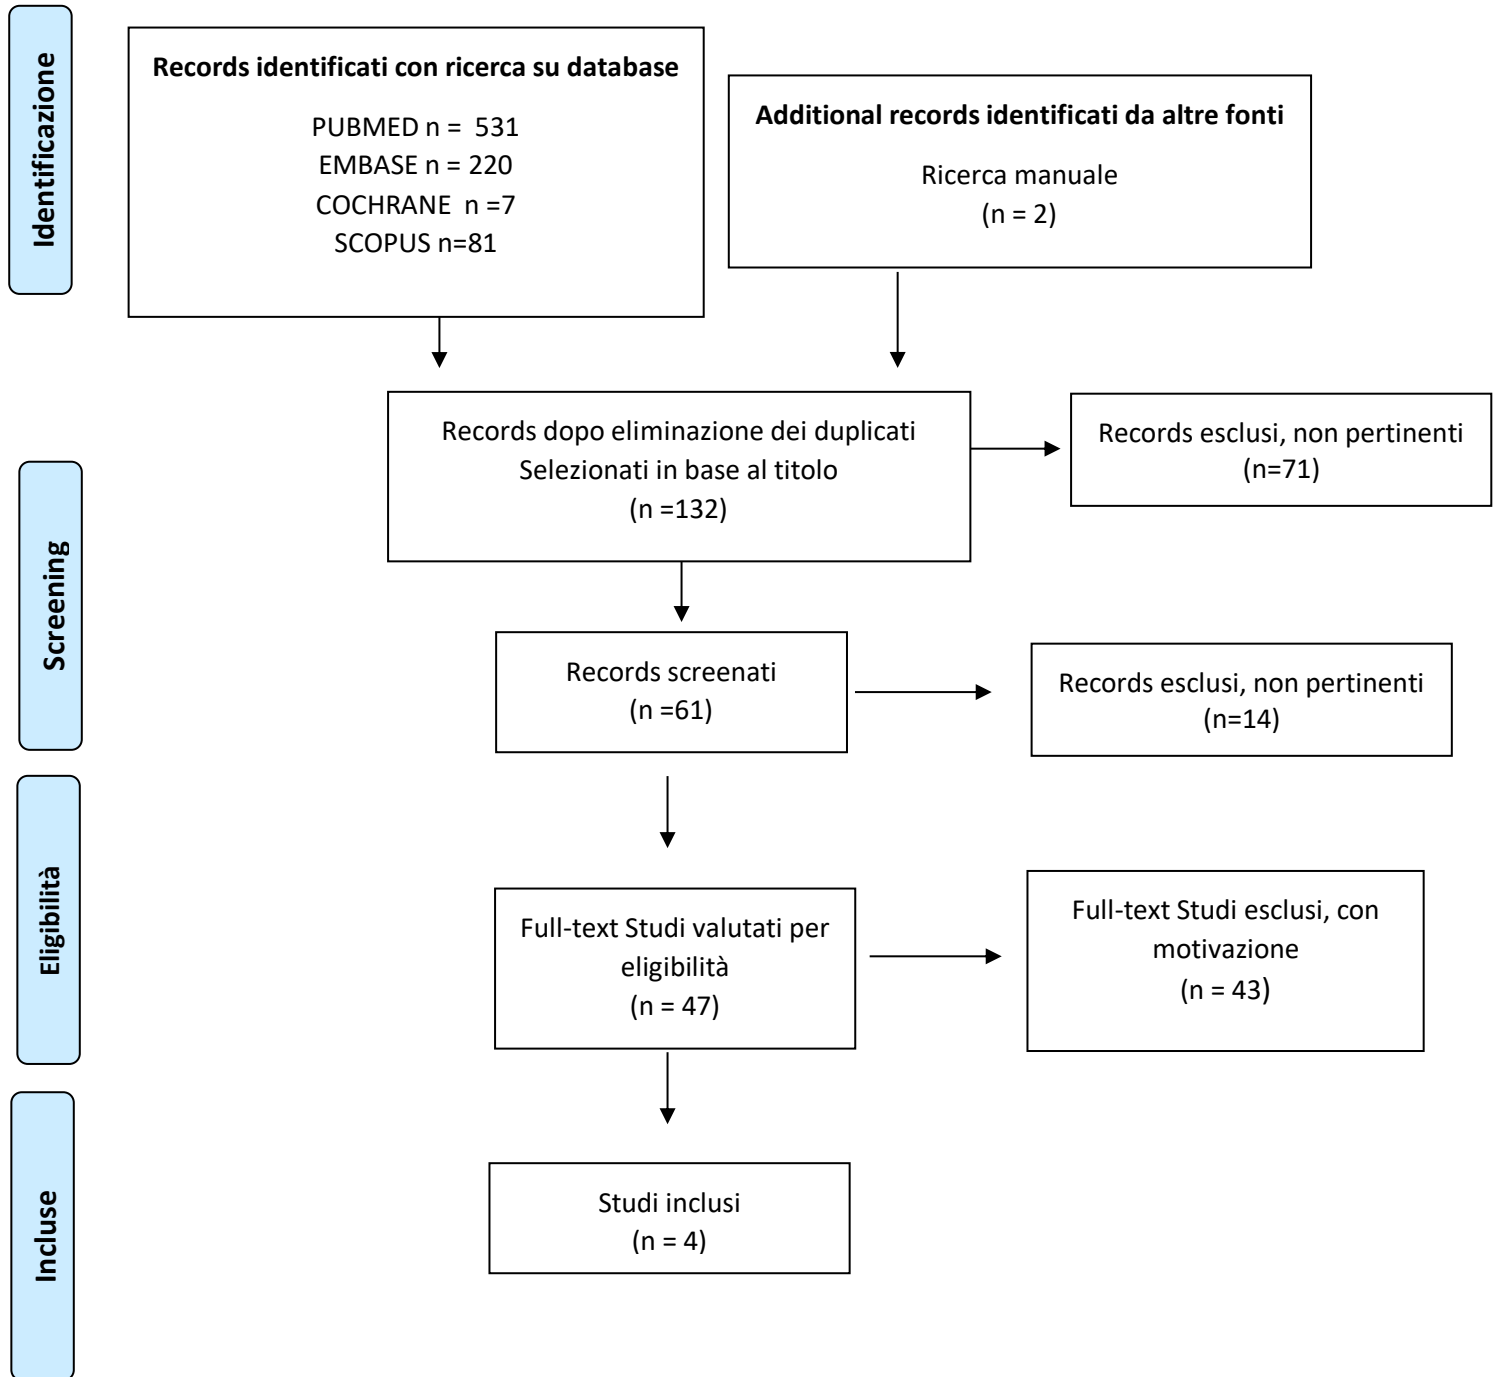 Identificazione
Records identificati con ricerca su database
PUBMED n = 531
EMBASE n = 220
COCHRANE n =7
SCOPUS n=81
Additional records identificati da altre fonti
Ricerca manuale
(n = 2)
Records dopo eliminazione dei duplicati
Selezionati in base al titolo
(n =132)
Records esclusi, non pertinenti
(n=71)
Screening
Records screenati
(n =61)
Records esclusi, non pertinenti
(n=14)
Eligibilità
Full-text Studi valutati per
eligibilità
(n = 47)
Full-text Studi esclusi, con
motivazione
(n = 43)
Incluse
Studi inclusi
(n = 4)